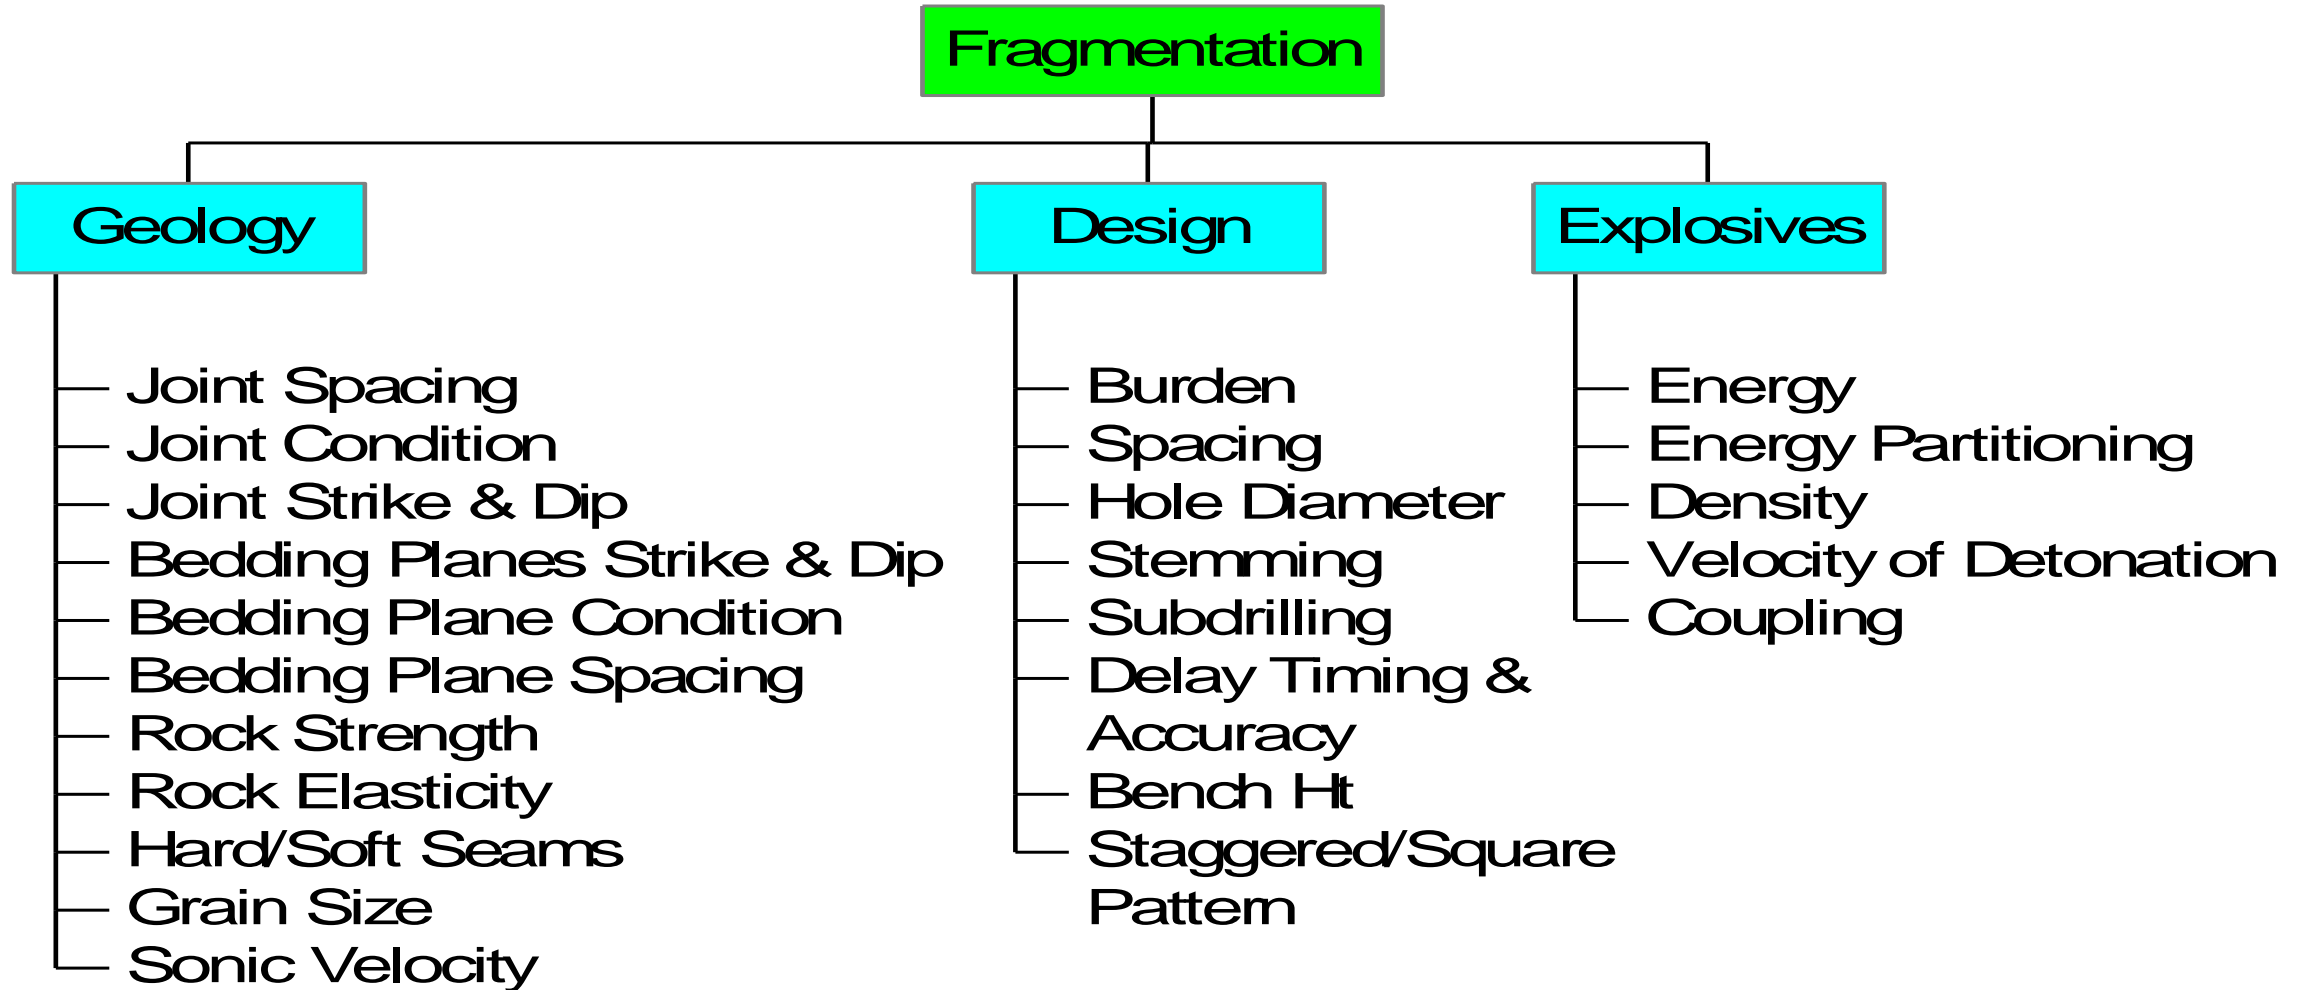 Fragmentation
Geology
Joint Spacing
Joint Condition
Joint Strike & Dip
Bedding Planes Strike & Dip
Bedding Plane Condition
Bedding Plane Spacing
Rock Strength
Rock Elasticity
Hard/Soft Seams
Grain Size
Sonic Velocity
Design
Burden
Spacing
Hole Diameter
Stemming
Subdrilling
Delay Timing &
Accuracy
Bench Ht
Staggered/Square
Pattern
Explosives
Energy
Energy Partitioning
Density
Velocity of Detonation
Coupling